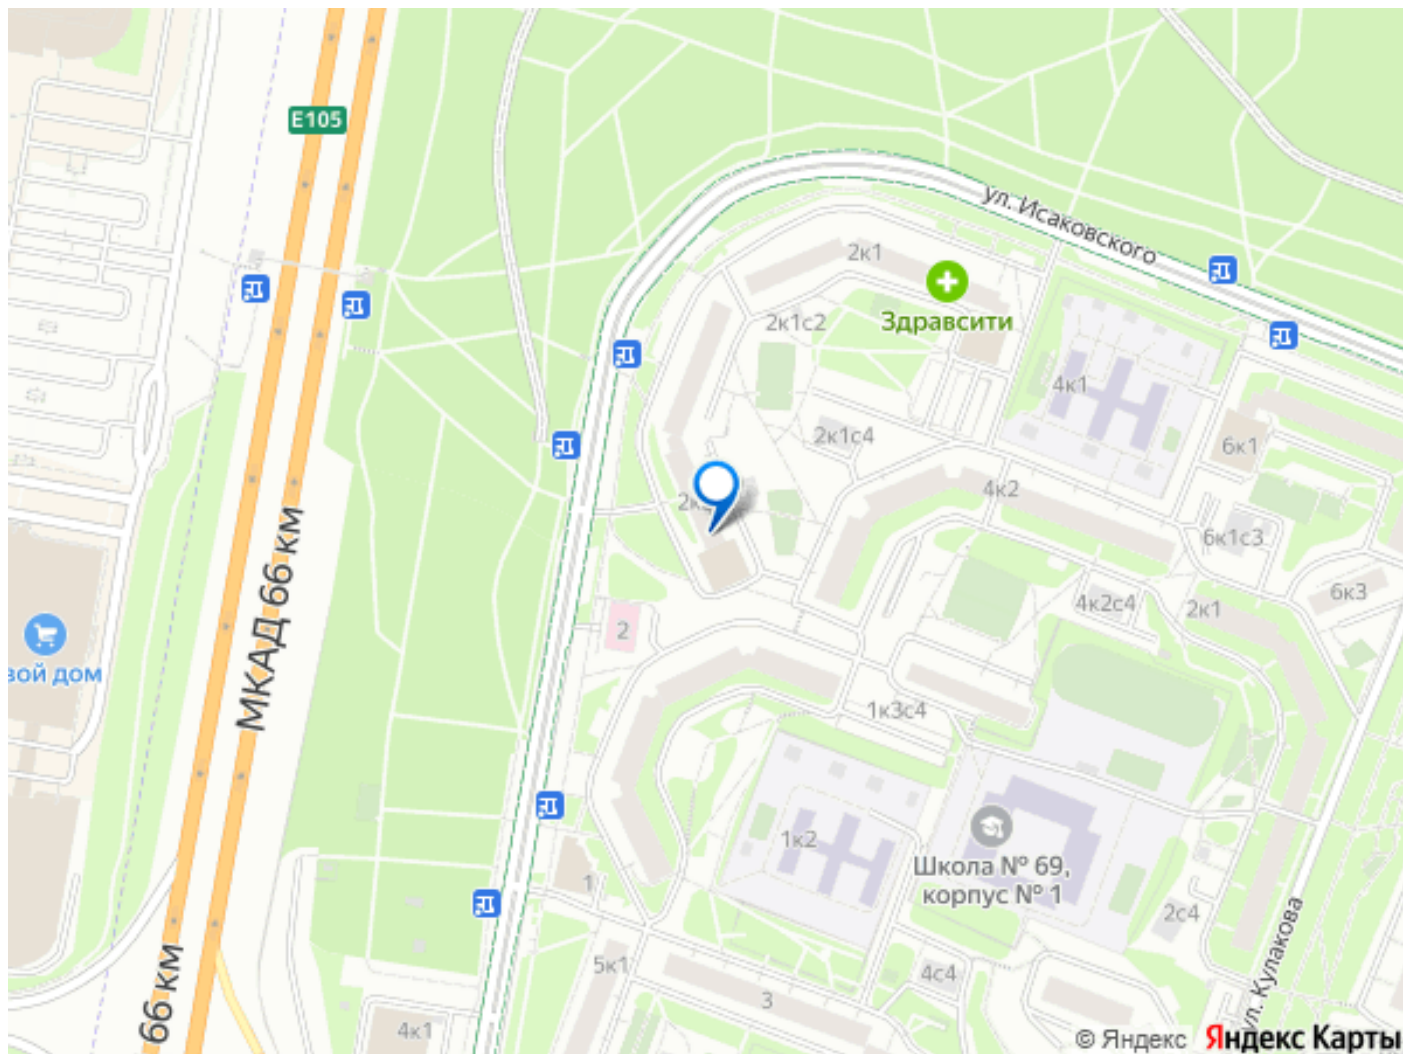 E105
ул. Исаковского
2к1
Здравсити
2к1с2
4к1
2к1с4
6к1
4к2
6к1с3
6к3
4к2с4
2к1
2
МКАД 66 км
вой дом
1к3с4
1к2
Школа № 69,
корпус № 1
1
2с4
ул. Кулакова
5к1
4с4
3
4к1
66 км
© Яндекс
Яндекс Карты